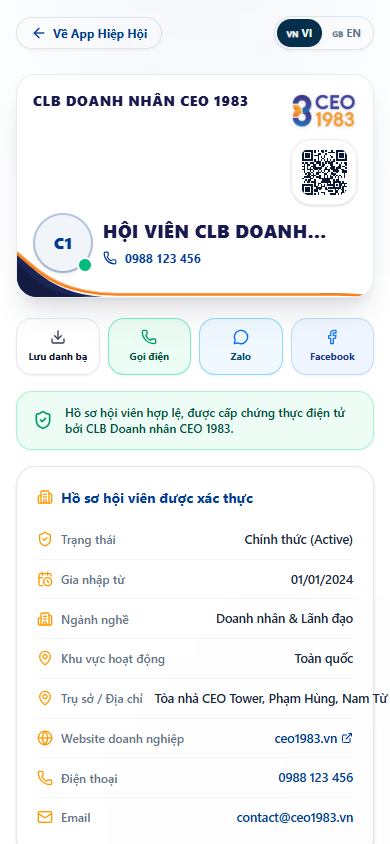 Về App Hiệp Hội
VN VI
GB EN
CLB DOANH NHÂN CEO 1983
CEO
1983
C1
HỘI VIÊN CLB DOANH...
0988 123 456
Lưu danh bạ
Gọi điện
Zalo
Facebook
Hồ sơ hội viên hợp lệ, được cấp chứng thực điện tử
bởi CLB Doanh nhân CEO 1983.
Hồ sơ hội viên được xác thực
Trạng thái Chính thức (Active)
Gia nhập từ 01/01/2024
Ngành nghề Doanh nhân & Lãnh đạo
Khu vực hoạt động Toàn quốc
Trụ sở / Địa chỉ Tòa nhà CEO Tower, Phạm Hùng, Nam Từ
Website doanh nghiệp ceo1983.vn
Điện thoại 0988 123 456
Email contact@ceo1983.vn